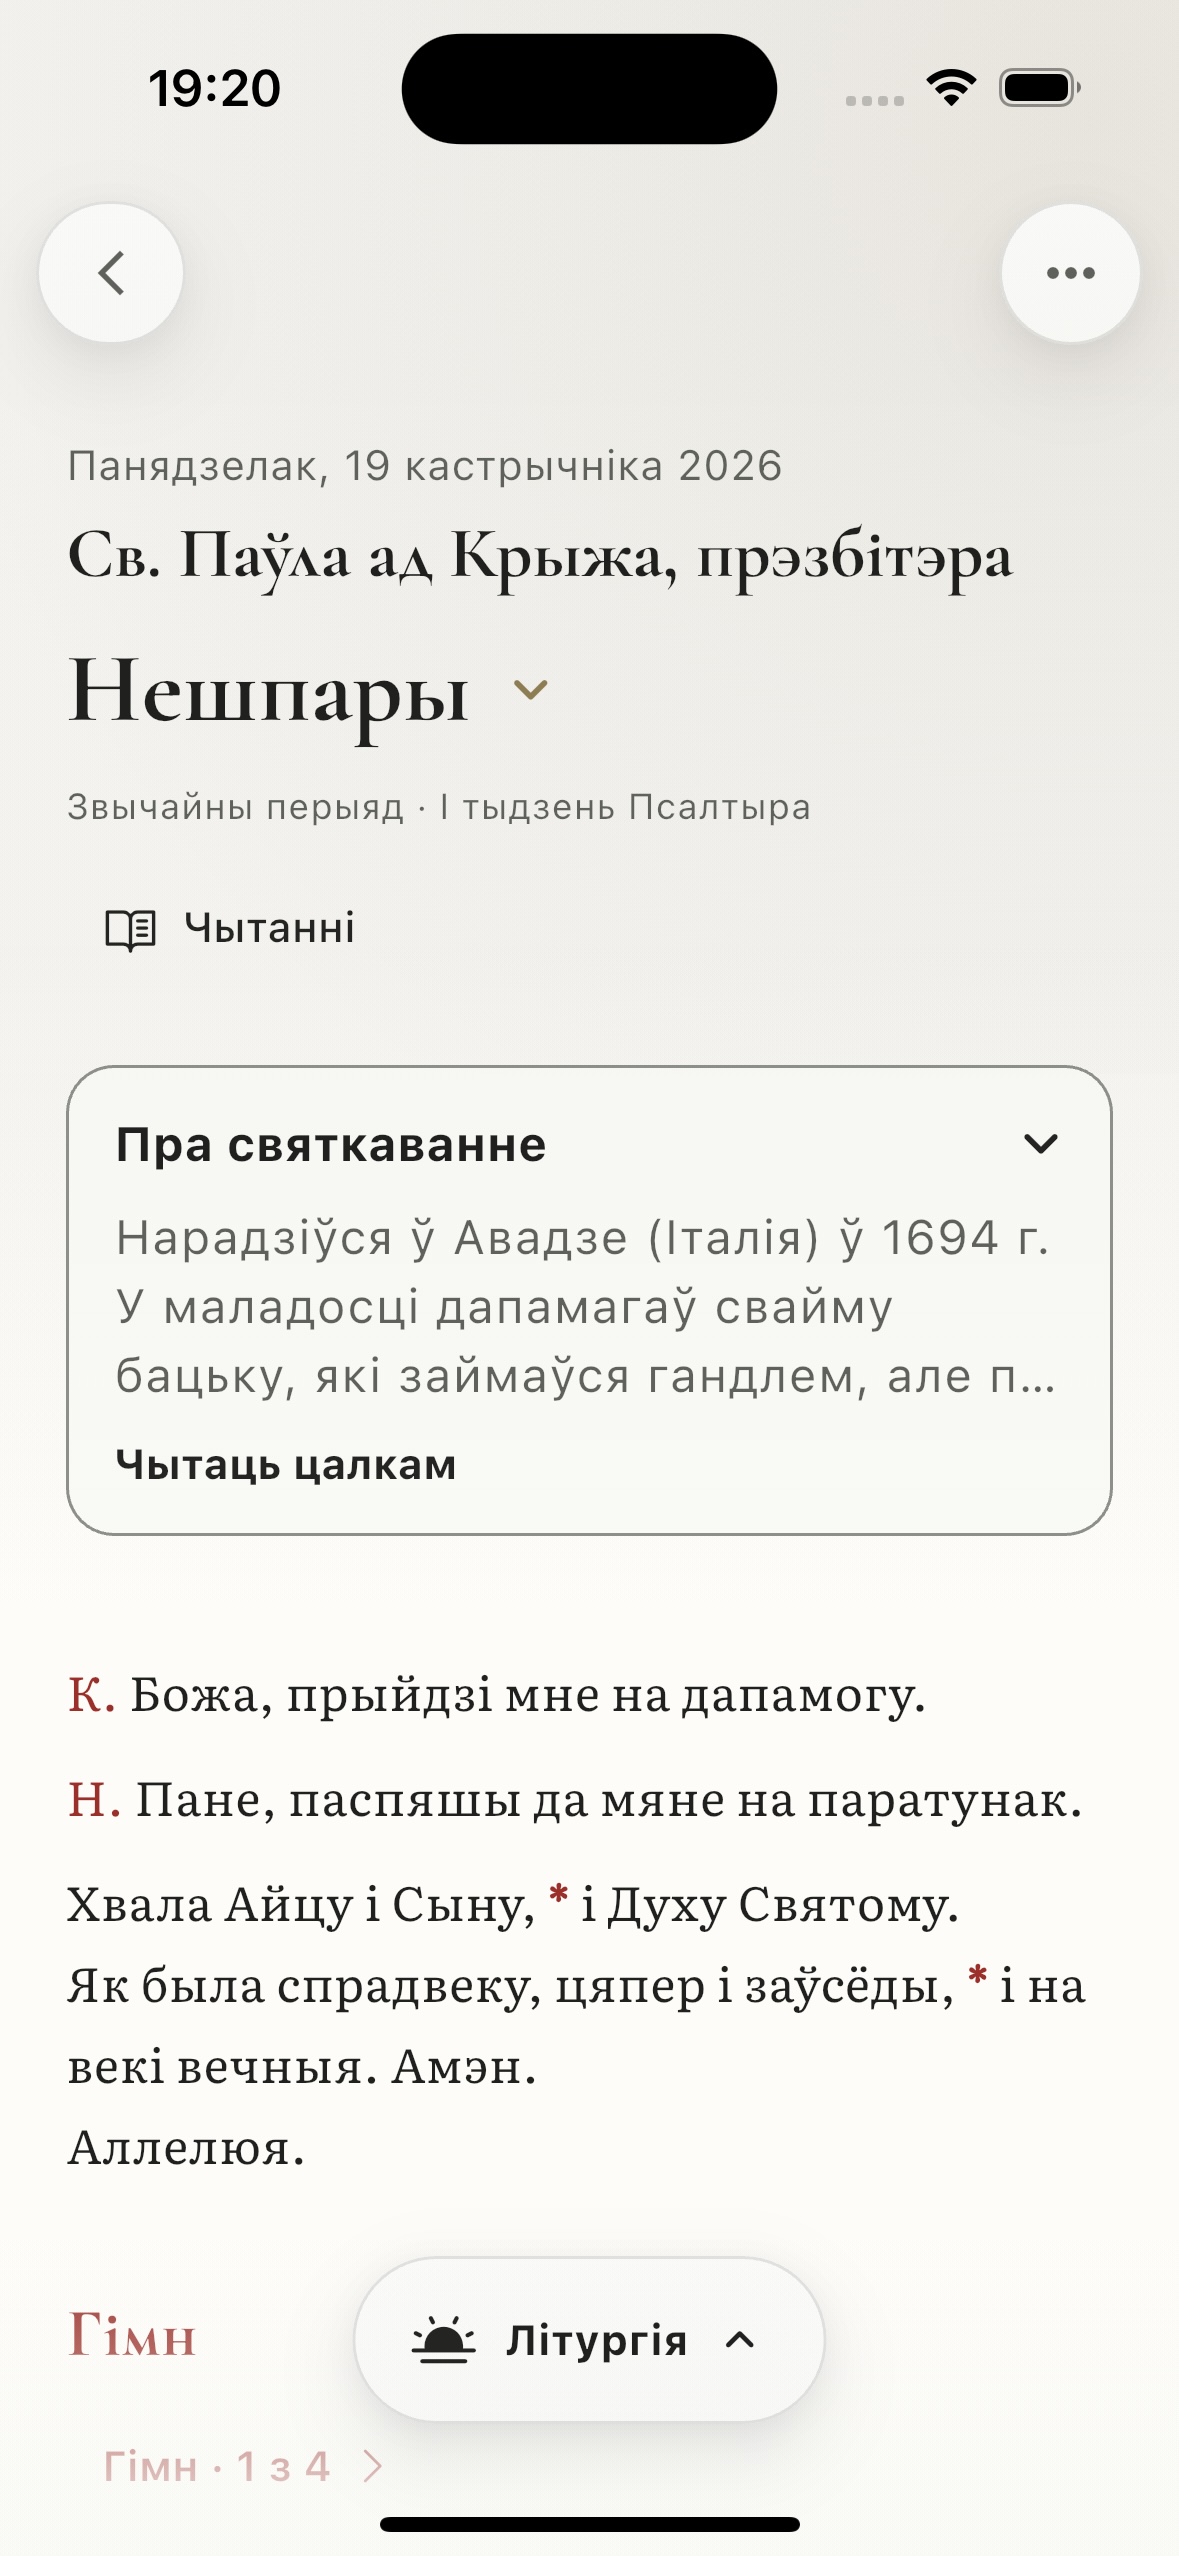 19:20
Панядзелак, 19 кастрычніка 2026
Св. Паўла ад Крыжа, прэзбітэра
Нешпары
Звычайны перыяд · I тыдзень Псалтыра
Чытанні
Пра святкаванне
Нарадзіўся ў Авадзе (Італія) ў 1694 г.
У маладосці дапамагаў свайму
бацьку, які займаўся гандлем, але п...
Чытаць цалкам
К. Божа, прыйдзі мне на дапамогу.
Н. Пане, паспяшы да мяне на паратунак.
Хвала Айцу і Сыну, * і Духу Святому.
Як была спрадвеку, цяпер і заўсёды, * і на
векі вечныя. Амэн.
Аллелюя.
Гімн
Літургія
Гімн · 1 з 4